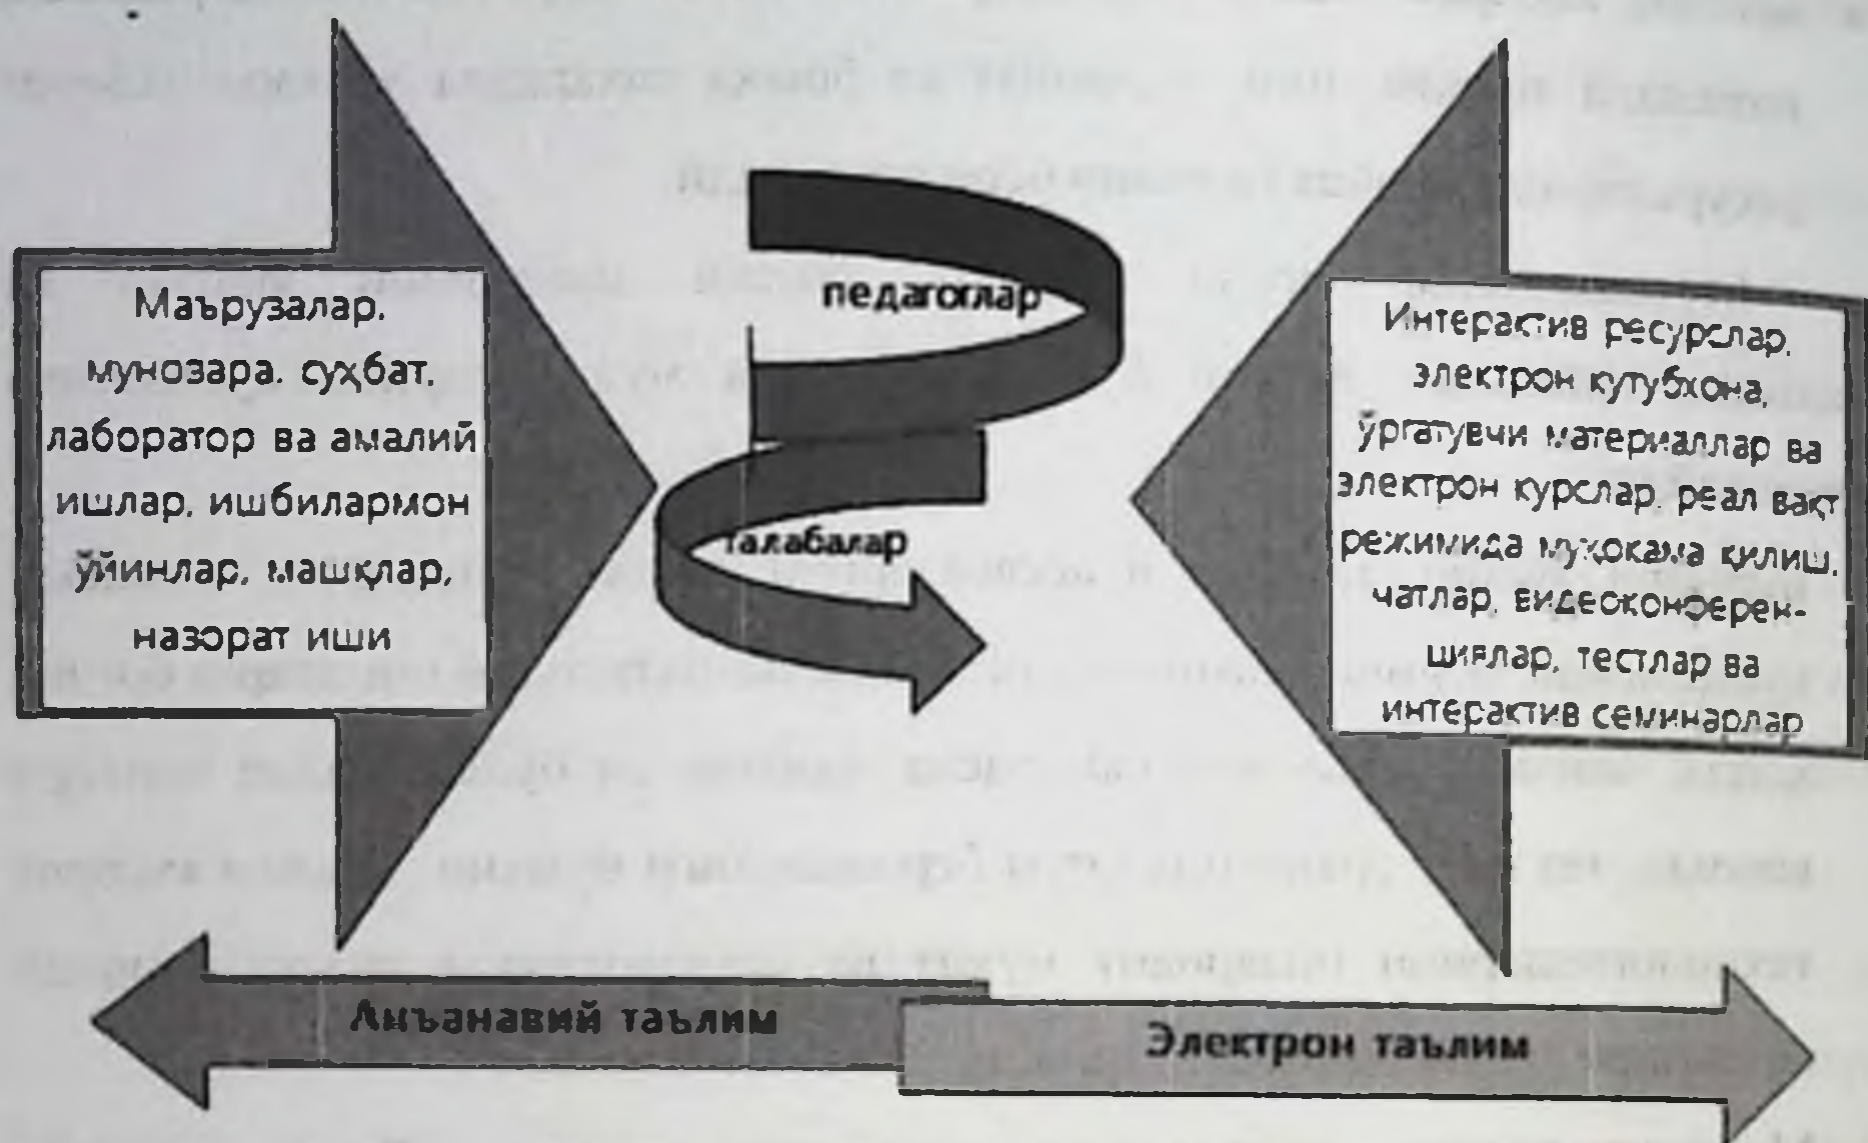 Маърузалар,
мунозара, суҳбат,
лаборатор ва амалий
ишлар, ишбилармон
ўйинлар, машқлар,
назорат иши
педагоглар
талабалар
Интерактив ресурслар,
электрон кутубхона,
ўргатувчи материаллар ва
электрон курслар, реал вақт
режимида муҳокама қилиш,
чатлар, видеоконферен-
циялар, тестлар ва
интерактив семинарлар
Анъанавий таълим
Электрон таълим